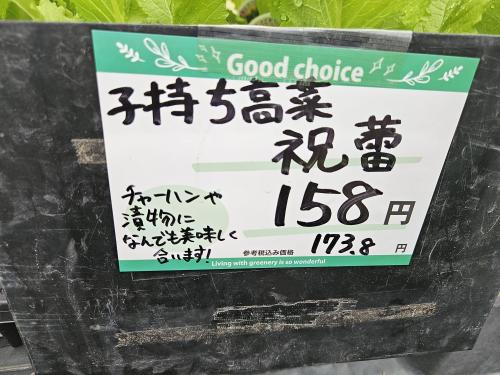 Good choice
子持ち高菜
祝蕾
158円
チャーハンや
漬物に
なんでも美味しく
合います!
参考税込み価格 173.8円
Living with greenery is so wonderful